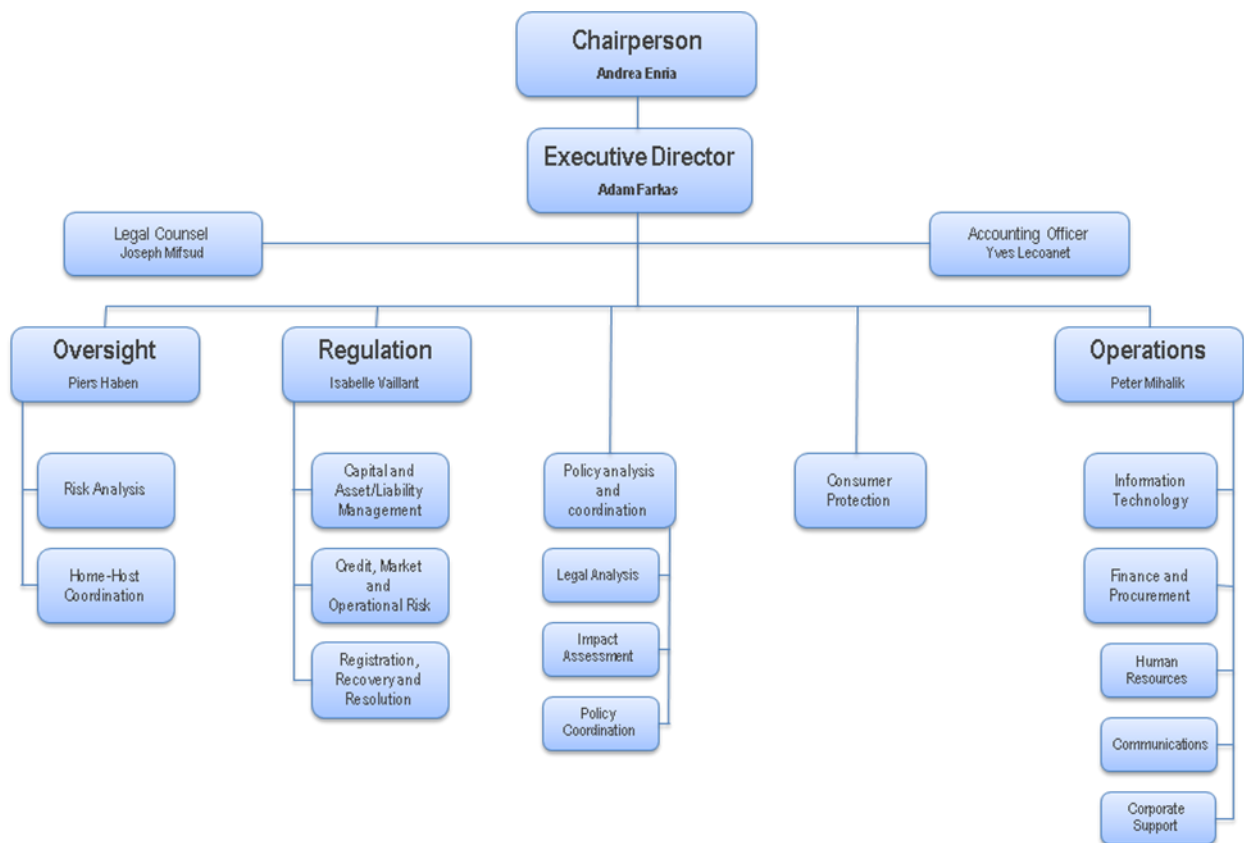 Chairperson
Andrea Enria
Executive Director
Adam Farkas
Legal Counsel
Joseph Mifsud
Accounting Officer
Yves Lecoanet
Oversight
Piers Haben
Regulation
Isabelle Vaillant
Operations
Peter Mihalik
Risk Analysis
Home-Host
Coordination
Capital and
Asset/Liability
Management
Credit, Market
and
Operational Risk
Registration,
Recovery and
Resolution
Policy analysis
and
coordination
Legal Analysis
Impact
Assessment
Policy
Coordination
Consumer
Protection
Information
Technology
Finance and
Procurement
Human
Resources
Communications
Corporate
Support